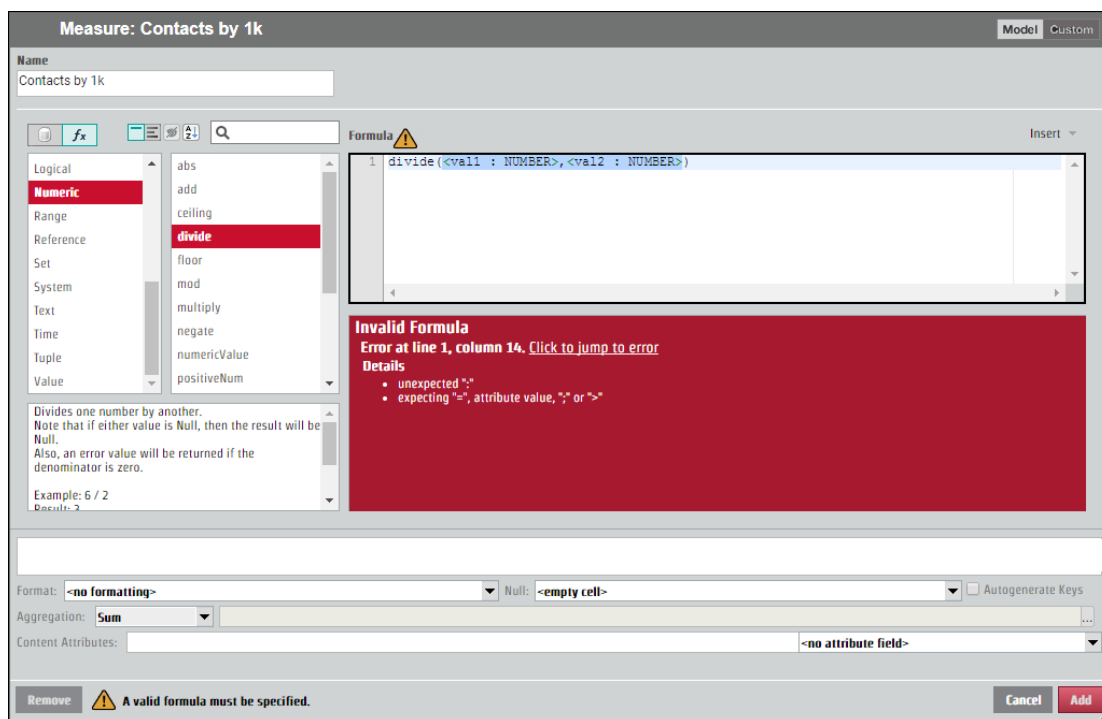 Measure: Contacts by 1k
Model Custom
Name
Contacts by 1k
fx
A
Z
Formula
Insert
Logical
Numeric
Range
Reference
Set
System
Text
Time
Tuple
Value
abs
add
ceiling
divide
floor
mod
multiply
negate
numericValue
positiveNum
1 divide(<val1 : NUMBER>,<val2 : NUMBER>)
Invalid Formula
Error at line 1, column 14. Click to jump to error
Details
• unexpected ":"
• expecting "=", attribute value, ";" or ">"
Divides one number by another.
Note that if either value is Null, then the result will be
Null.
Also, an error value will be returned if the
denominator is zero.
Example: 6 / 2
Result: 3
Format: <no formatting> Null: <empty cell> Autogenerate Keys
Aggregation: Sum ...
Content Attributes: <no attribute field>
Remove A valid formula must be specified. Cancel Add